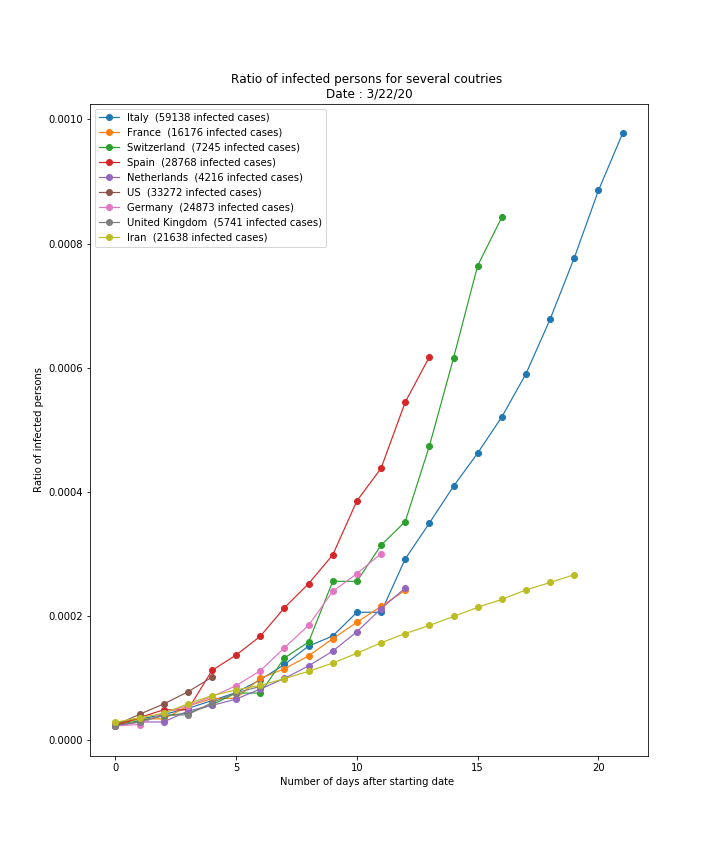 Ratio of infected persons for several coutries
Date : 3/22/20
0.0010
0.0008
0.0006
0.0004
0.0002
0.0000
Ratio of infected persons
Italy  (59138 infected cases)
France  (16176 infected cases)
Switzerland  (7245 infected cases)
Spain  (28768 infected cases)
Netherlands  (4216 infected cases)
US  (33272 infected cases)
Germany  (24873 infected cases)
United Kingdom  (5741 infected cases)
Iran  (21638 infected cases)
0 5 10 15 20
Number of days after starting date